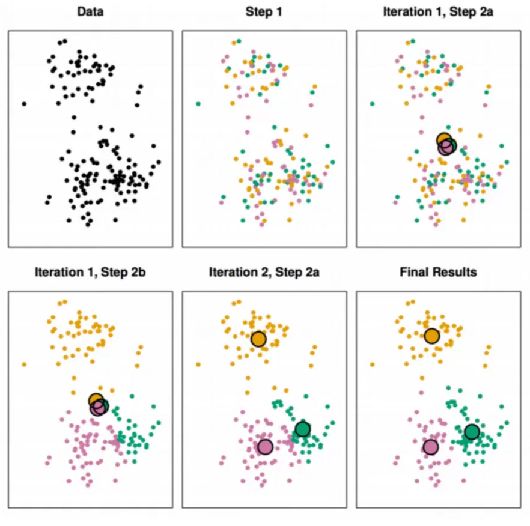 Data
Step 1
Iteration 1, Step 2a
Iteration 1, Step 2b
Iteration 2, Step 2a
Final Results